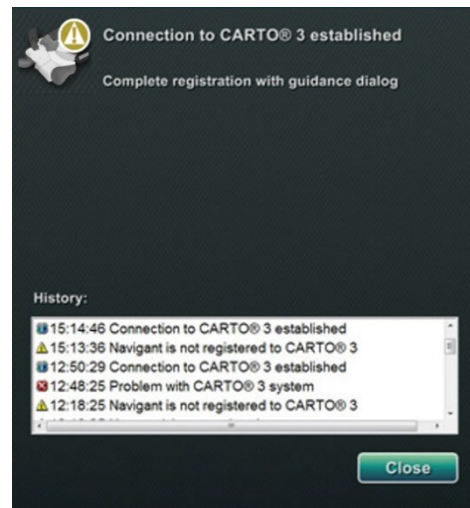 Connection to CARTO® 3 established
Complete registration with guidance dialog
History:
15:14:46 Connection to CARTO® 3 established
15:13:36 Navigant is not registered to CARTO® 3
12:50:29 Connection to CARTO® 3 established
12:48:25 Problem with CARTO® 3 system
12:18:25 Navigant is not registered to CARTO® 3
Close